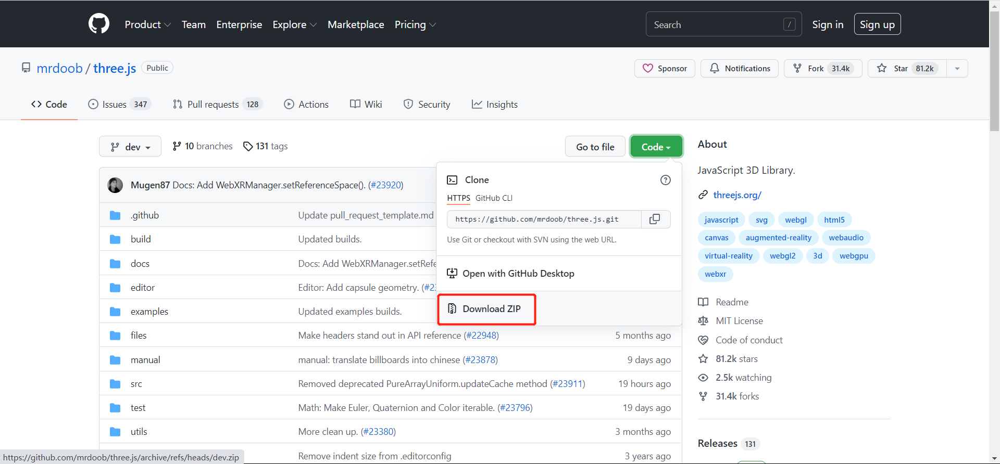 Product Team Enterprise Explore Marketplace Pricing Search / Sign in Sign up
mrdoob / three.js Public Sponsor Notifications Fork 31.4k Star 81.2k
Code Issues 347 Pull requests 128 Actions Wiki Security Insights
dev 10 branches 131 tags Go to file Code
Mugen87 Docs: Add WebXRManager.setReferenceSpace(). (#23920)
.github Update pull_request_template.md
build Updated builds.
docs Docs: Add WebXRManager.setRefe
editor Editor: Add capsule geometry. (#23
examples Updated examples builds.
files Make headers stand out in API reference (#22948) 5 months ago
manual manual: translate billboards into chinese (#23878) 9 days ago
src Removed deprecated PureArrayUniform.updateCache method (#23911) 19 hours ago
test Math: Make Euler, Quaternion and Color iterable. (#23796) 19 days ago
utils More clean up. (#23380) 3 months ago
Remove indent size from .editorconfig 3 years ago
Clone
HTTPS GitHub CLI
https://github.com/mrdoob/three.js.git
Use Git or checkout with SVN using the web URL.
Open with GitHub Desktop
Download ZIP
About
JavaScript 3D Library.
threejs.org/
javascript svg webgl html5
canvas augmented-reality webaudio
virtual-reality webgl2 3d webgpu
webxr
Readme
MIT License
Code of conduct
81.2k stars
2.5k watching
31.4k forks
Releases 131
https://github.com/mrdoob/three.js/archive/refs/heads/dev.zip